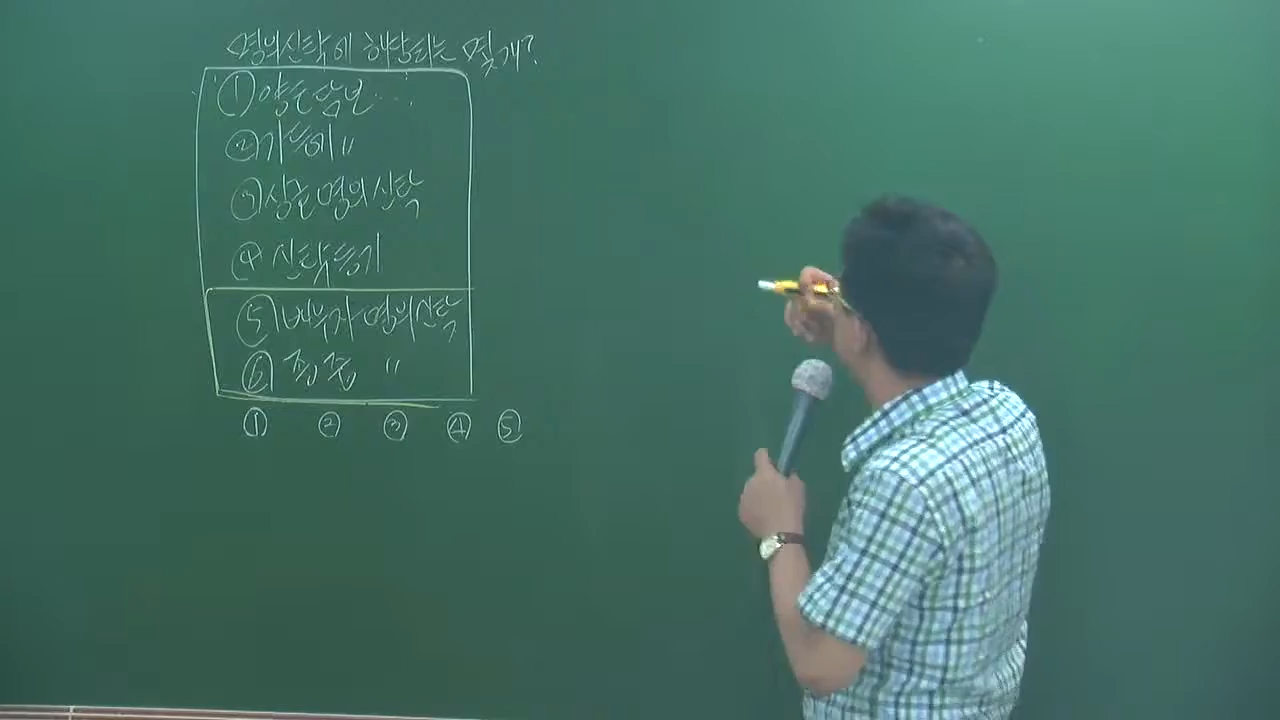 명의신탁에 해당되는 몇개?
① 양도담보 ....
② 가등기 〃
③ 상호명의신탁
④ 신탁등기
⑤ 배우자 명의신탁
⑥ 종중 〃
① ② ③ ④ ⑤